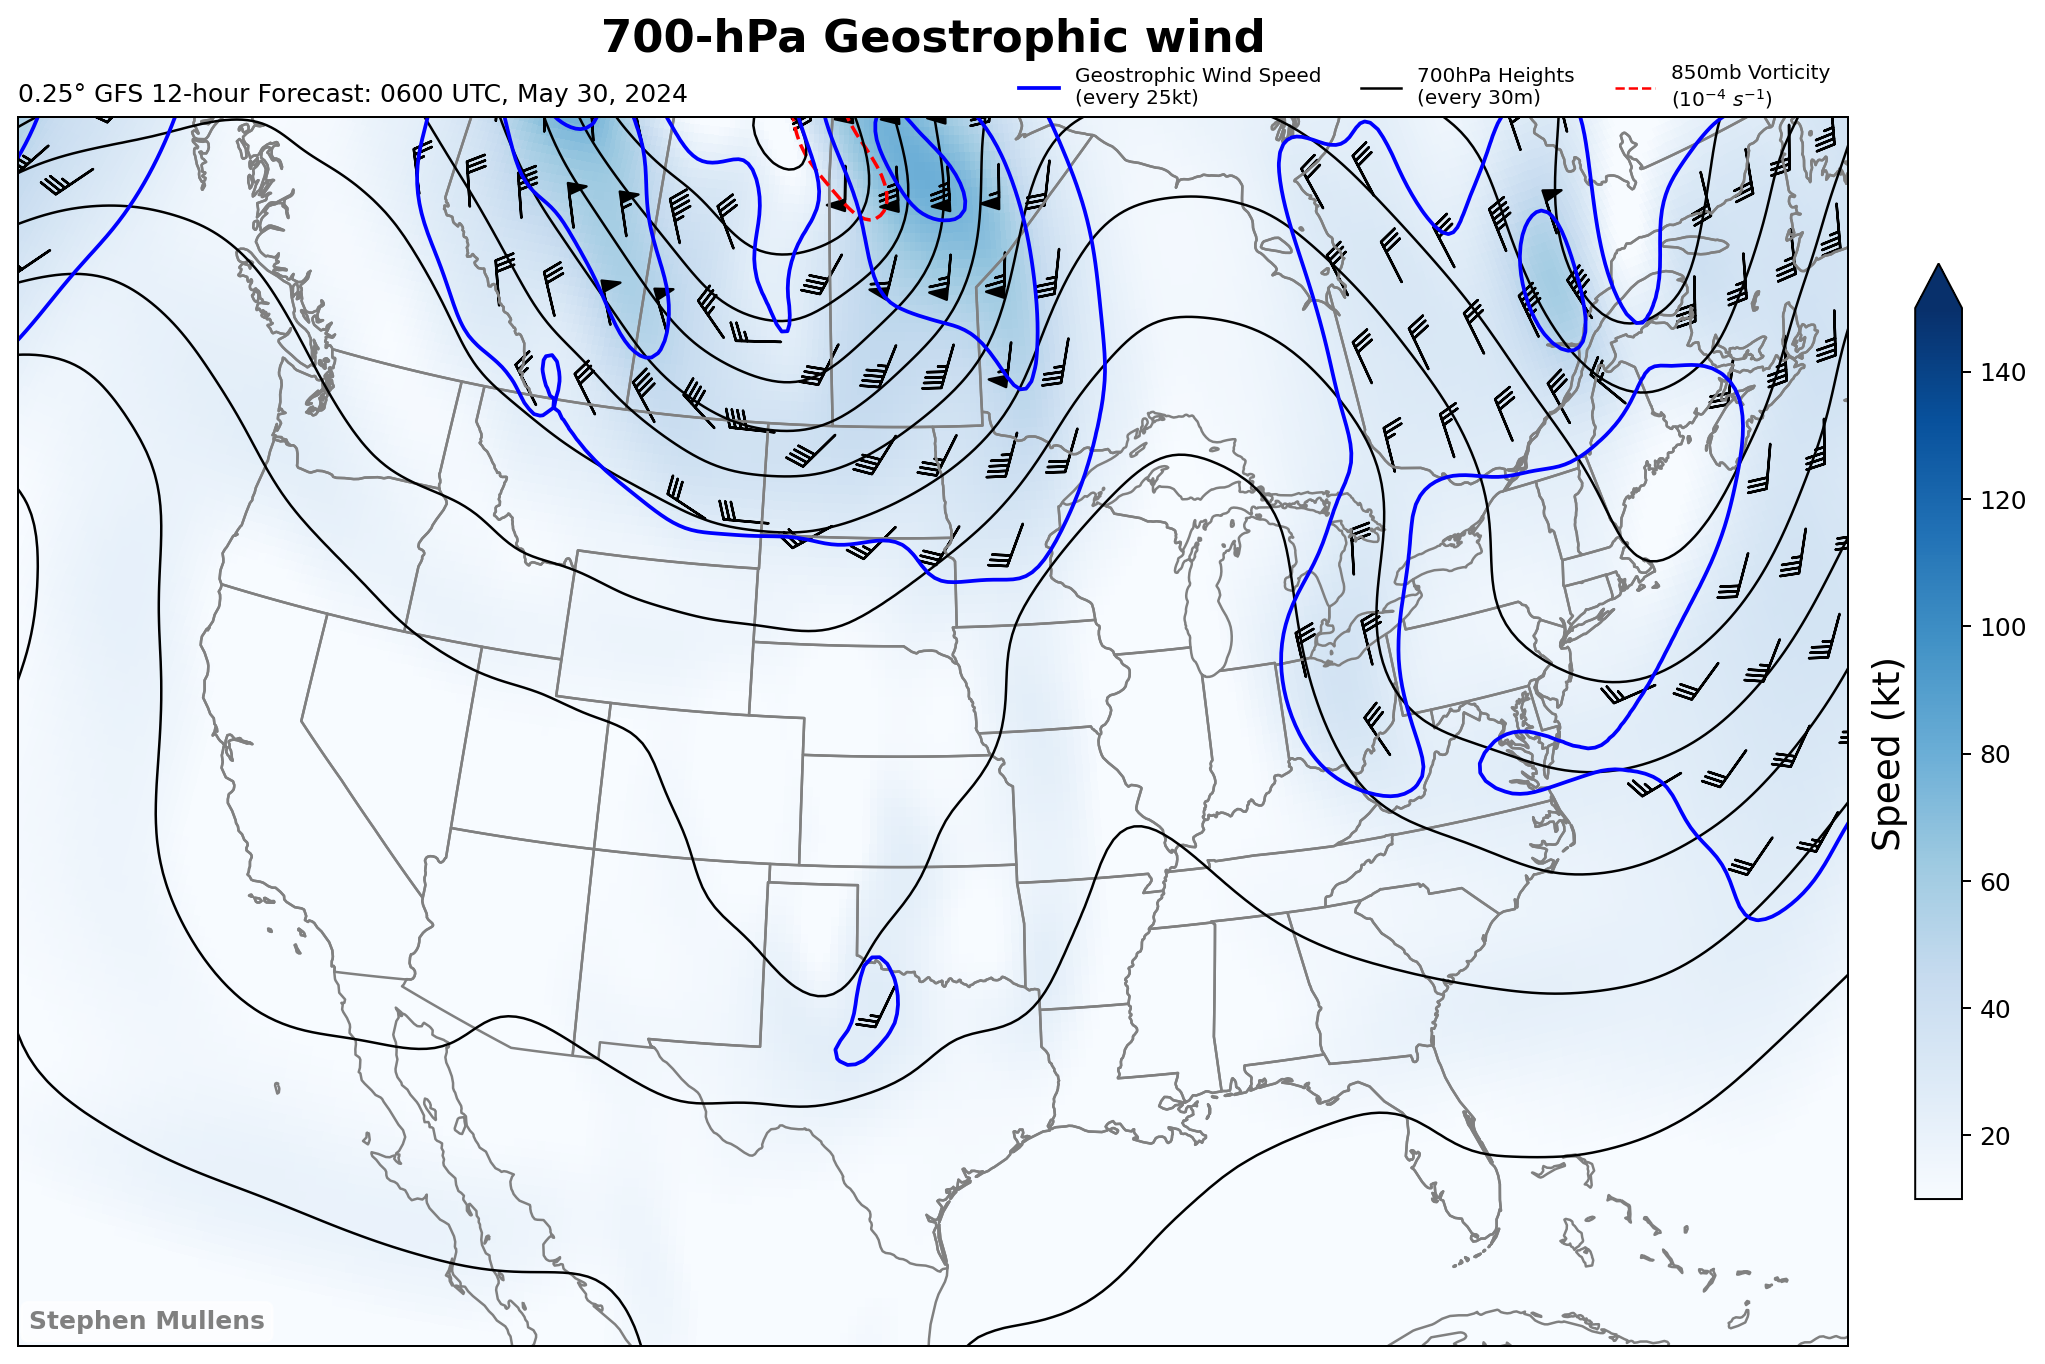 700-hPa Geostrophic wind
0.25° GFS 12-hour Forecast: 0600 UTC, May 30, 2024
Geostrophic Wind Speed
(every 25kt)
700hPa Heights
(every 30m)
850mb Vorticity
(10⁻⁴ s⁻¹)
140
120
100
80
60
40
20
Speed (kt)
Stephen Mullens